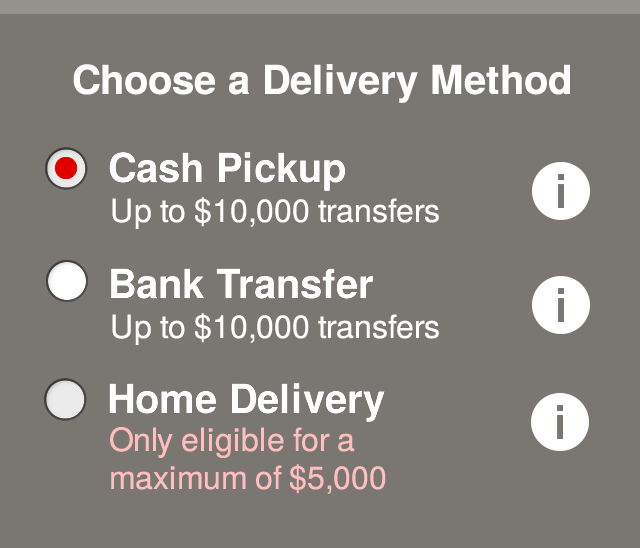 Choose a Delivery Method
Cash Pickup
Up to $10,000 transfers
i
Bank Transfer
Up to $10,000 transfers
i
Home Delivery
Only eligible for a
maximum of $5,000
i